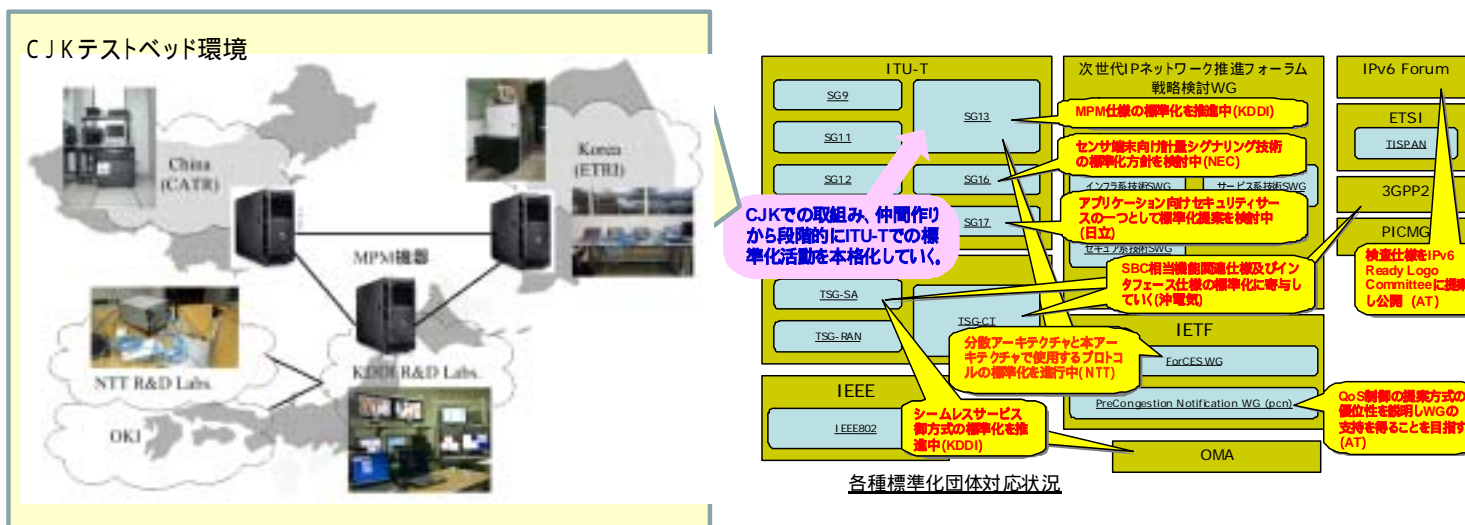 CJKテストベッド環境
China
(CATR)
Korea
(ETRI)
MPM機器
NTT R&D Labs.
KDDI R&D Labs.
OKI
ITU-T
SG9
SG11
SG12
SG13
SG16
SG17
TSG-SA
TSG-RAN
TSG-CT
CJKでの取組み、仲間作り
から段階的にITU-Tでの標
準化活動を本格化していく。
次世代IPネットワーク推進フォーラム
戦略検討WG
MPM仕様の標準化を推進中(KDDI)
センサ端末向け計量シグナリング技術
の標準化方針を検討中(NEC)
インフラ系技術SWG
サービス系技術SWG
アプリケーション向けセキュリティサー
スの一つとして標準化提案を検討中
(日立)
セキュア系技術SWG
SBC相当機能関連仕様及びイン
タフェース仕様の標準化に寄与し
ていく(沖電気)
IPv6 Forum
ETSI
TISPAN
3GPP2
PICMG
検査仕様をIPv6
Ready Logo
Committeeに提案
し公開 (AT)
IETF
ForCES WG
PreCongestion Notification WG (pcn)
分散アーキテクチャと本アー
キテクチャで使用するプロトコ
ルの標準化を進行中(NTT)
QoS制御の提案方式の
優位性を説明しWGの
支持を得ることを目指す
(AT)
IEEE
IEEE802
シームレスサービス
御方式の標準化を推
進中(KDDI)
OMA
各種標準化団体対応状況